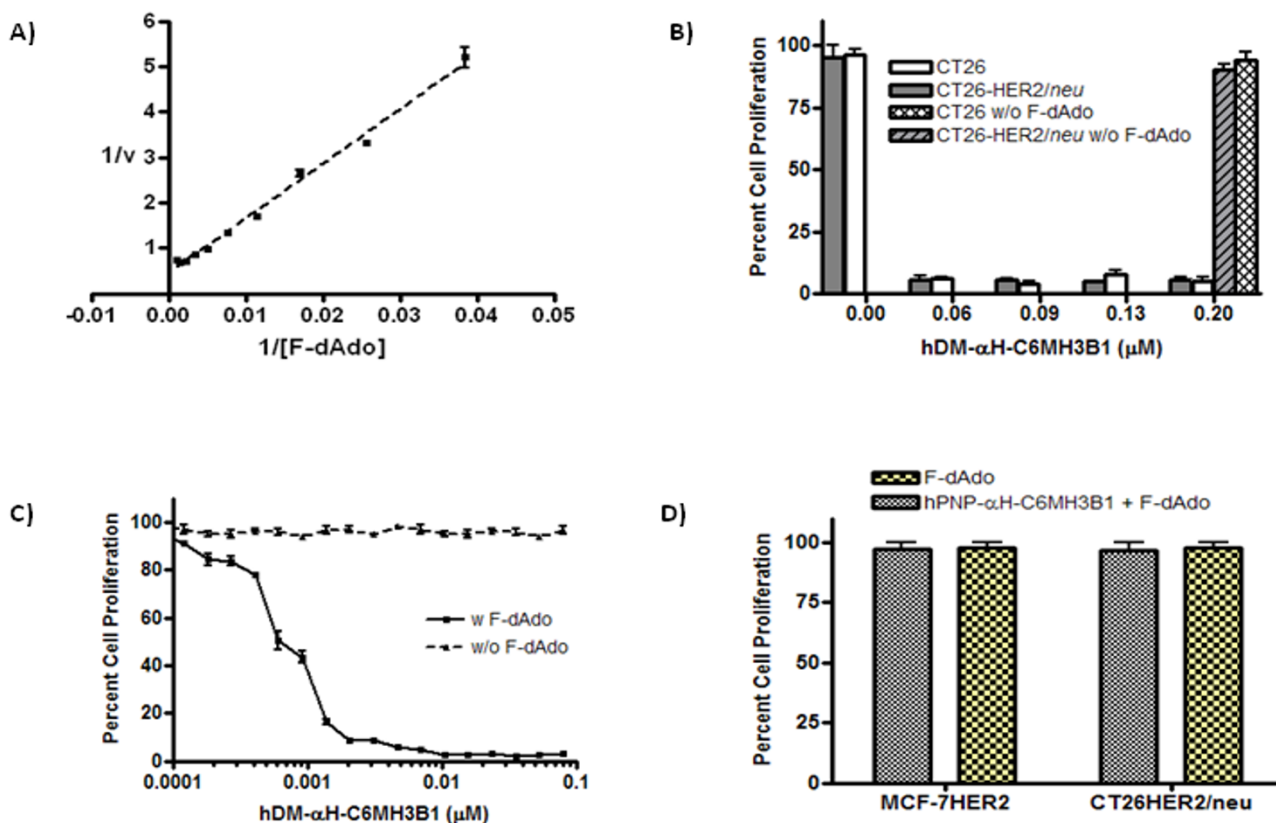 A)
6
5
4
1/v
3
2
1
-0.01 0.00 0.01 0.02 0.03 0.04 0.05
1/[F-dAdo]
B)
Percent Cell Proliferation
100
75
50
25
0
CT26
CT26-HER2/neu
CT26 w/o F-dAdo
CT26-HER2/neu w/o F-dAdo
0.00 0.06 0.09 0.13 0.20
hDM-αH-C6MH3B1 (μM)
C)
Percent Cell Proliferation
100
80
60
40
20
0
w F-dAdo
w/o F-dAdo
0.0001 0.001 0.01 0.1
hDM-αH-C6MH3B1 (μM)
D)
F-dAdo
hPNP-αH-C6MH3B1 + F-dAdo
Percent Cell Proliferation
100
75
50
25
0
MCF-7HER2 CT26HER2/neu